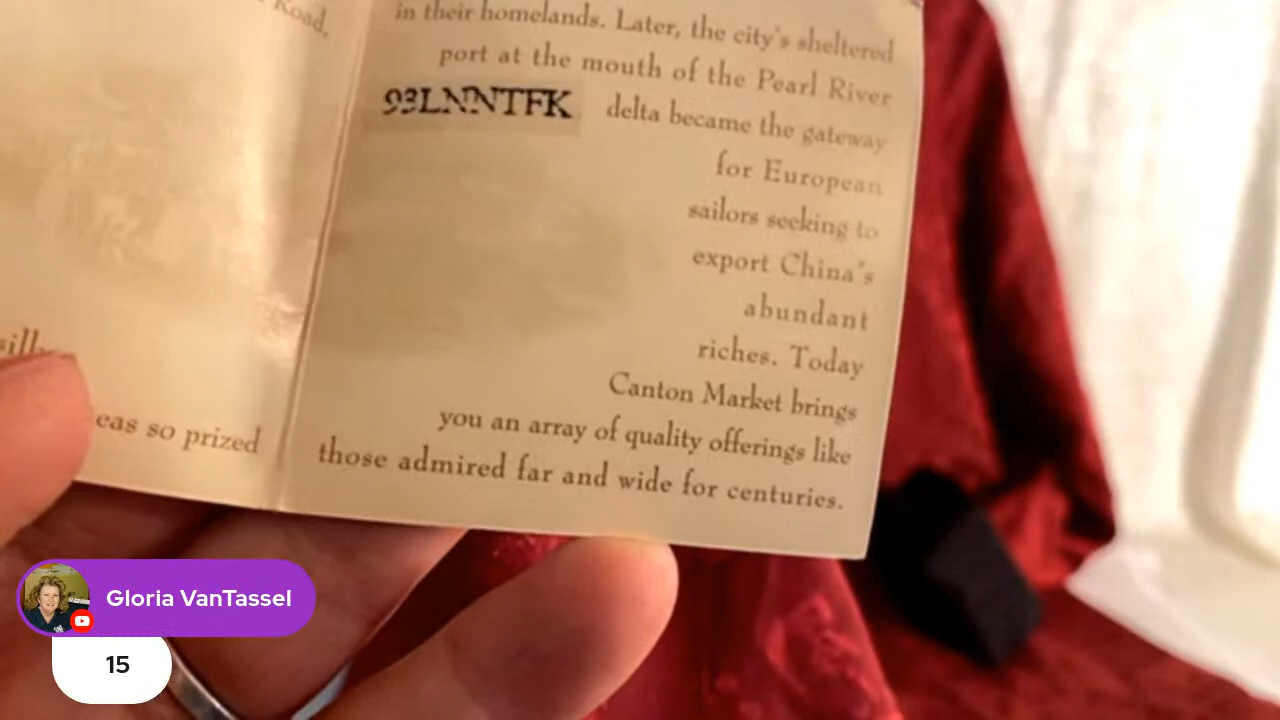 Road,
in their homelands. Later, the city's sheltered
port at the mouth of the Pearl River
93LNNTFK delta became the gateway
for European
sailors seeking to
export China's
abundant
riches. Today
Canton Market brings
you an array of quality offerings like
those admired far and wide for centuries.
eas so prized
Gloria VanTassel
15